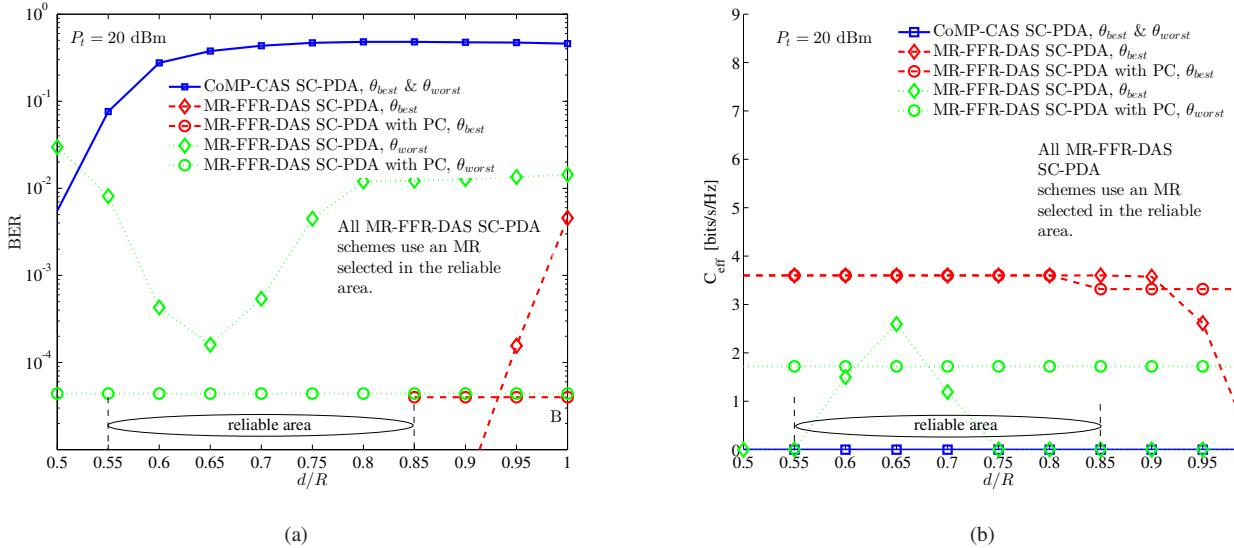 P_t = 20 dBm
CoMP-CAS SC-PDA, θ_best & θ_worst
MR-FFR-DAS SC-PDA, θ_best
MR-FFR-DAS SC-PDA with PC, θ_best
MR-FFR-DAS SC-PDA, θ_worst
MR-FFR-DAS SC-PDA with PC, θ_worst
All MR-FFR-DAS SC-PDA
schemes use an MR
selected in the reliable
area.
reliable area
B
BER
10^0
10^-1
10^-2
10^-3
10^-4
0.5 0.55 0.6 0.65 0.7 0.75 0.8 0.85 0.9 0.95 1
d/R
(a)
P_t = 20 dBm
CoMP-CAS SC-PDA, θ_best & θ_worst
MR-FFR-DAS SC-PDA, θ_best
MR-FFR-DAS SC-PDA with PC, θ_best
MR-FFR-DAS SC-PDA, θ_best
MR-FFR-DAS SC-PDA with PC, θ_worst
All MR-FFR-DAS
SC-PDA
schemes use an MR
selected in the reliable
area.
reliable area
C_eff [bits/s/Hz]
9
8
7
6
5
4
3
2
1
0
0.5 0.55 0.6 0.65 0.7 0.75 0.8 0.85 0.9 0.95
d/R
(b)